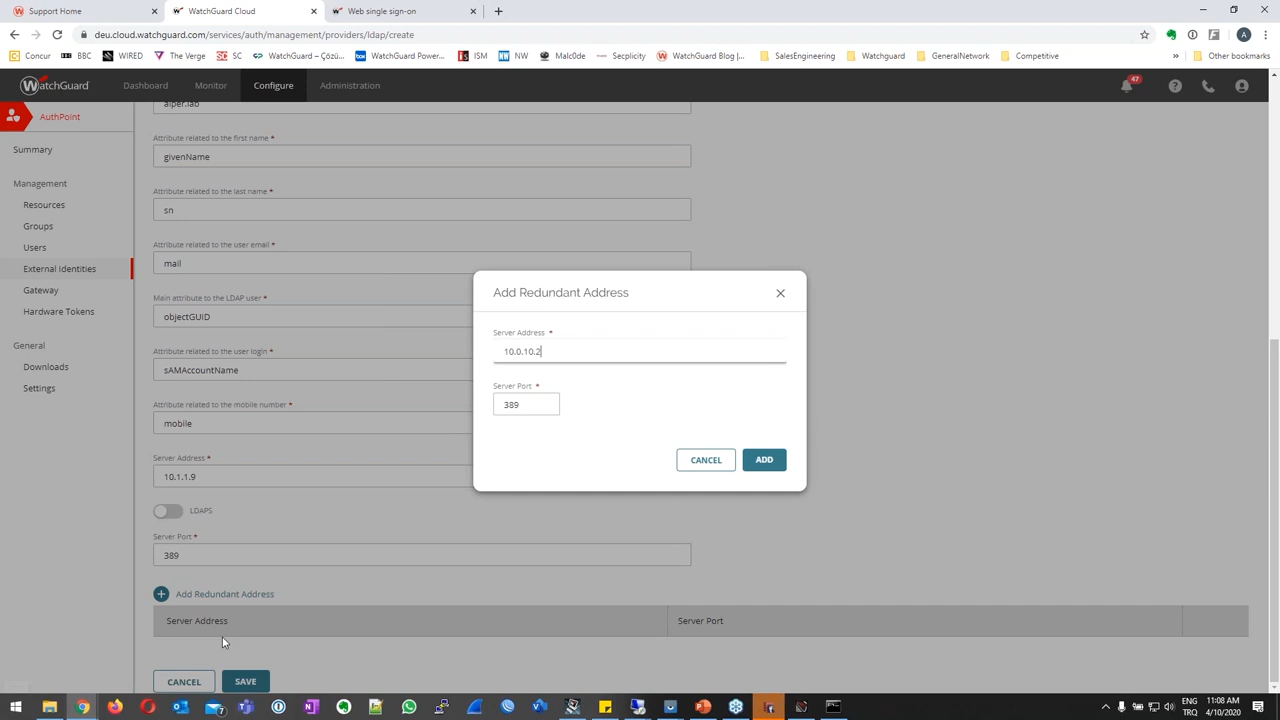 Support Home
WatchGuard Cloud
Web single sign-on
deu.cloud.watchguard.com/services/auth/management/providers/ldap/create
Concur
BBC
WIRED
The Verge
SC
WatchGuard – Çözü...
WatchGuard Power...
ISM
NW
Malc0de
Secplicity
WatchGuard Blog |...
SalesEngineering
Watchguard
GeneralNetwork
Competitive
»
Other bookmarks
WatchGuard
Dashboard
Monitor
Configure
Administration
47
AuthPoint
Summary
Management
Resources
Groups
Users
External Identities
Gateway
Hardware Tokens
General
Downloads
Settings
alper.lab
Attribute related to the first name *
givenName
Attribute related to the last name *
sn
Attribute related to the user email *
mail
Main attribute to the LDAP user *
objectGUID
Attribute related to the user login *
sAMAccountName
Attribute related to the mobile number *
mobile
Server Address *
10.1.1.9
LDAPS
Server Port *
389
Add Redundant Address
Server Address
Server Port
CANCEL
SAVE
Add Redundant Address
Server Address *
10.0.10.2
Server Port *
389
CANCEL
ADD
ENG
TRQ
11:08 AM
4/10/2020